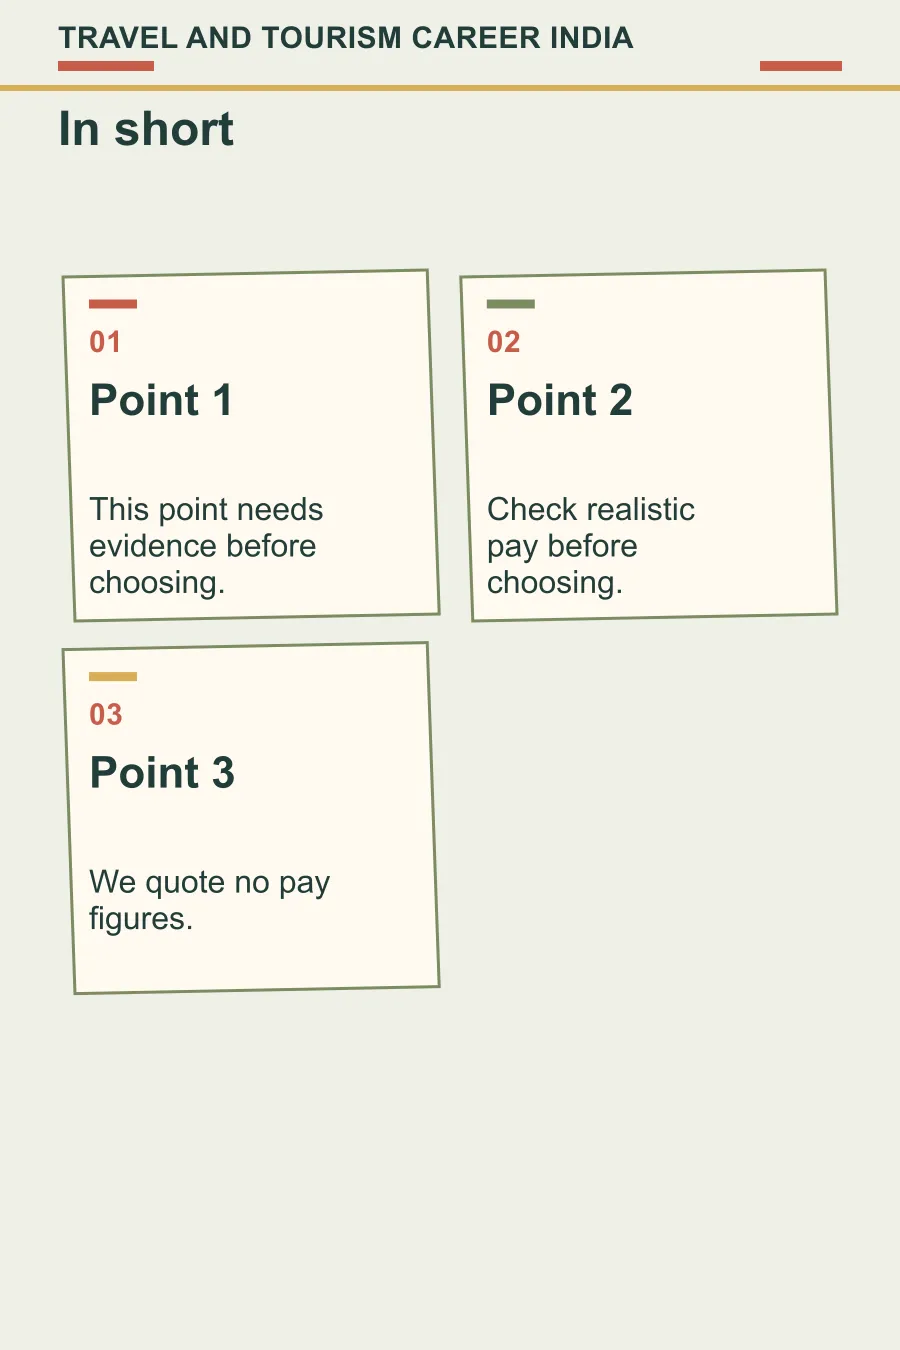 TRAVEL AND TOURISM CAREER INDIA
In short
01
Point 1
This point needs
evidence before
choosing.
02
Point 2
Check realistic
pay before
choosing.
03
Point 3
We quote no pay
figures.